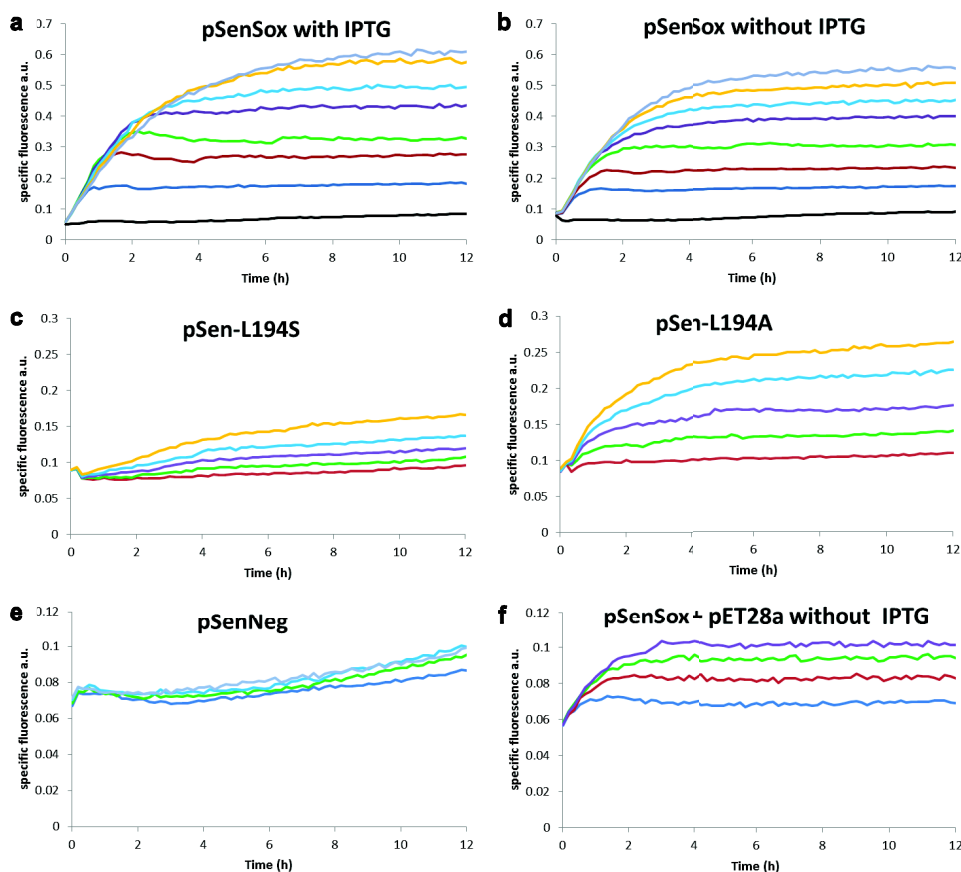 a
pSenSox with IPTG
specific fluorescence a.u.
0.7
0.6
0.5
0.4
0.3
0.2
0.1
0
0 2 4 6 8 10 12
Time (h)
b
pSenSox without IPTG
specific fluorescence a.u.
0.7
0.6
0.5
0.4
0.3
0.2
0.1
0
0 2 4 6 8 10 12
Time (h)
c
pSen-L194S
specific fluorescence a.u.
0.3
0.25
0.2
0.15
0.1
0.05
0
0 2 4 6 8 10 12
Time (h)
d
pSen-L194A
specific fluorescence a.u.
0.3
0.25
0.2
0.15
0.1
0.05
0
0 2 4 6 8 10 12
Time (h)
e
pSenNeg
specific fluorescence a.u.
0.12
0.1
0.08
0.06
0.04
0.02
0
0 2 4 6 8 10 12
Time (h)
f
pSenSox + pET28a without IPTG
specific fluorescence a.u.
0.12
0.1
0.08
0.06
0.04
0.02
0
0 2 4 6 8 10 12
Time (h)